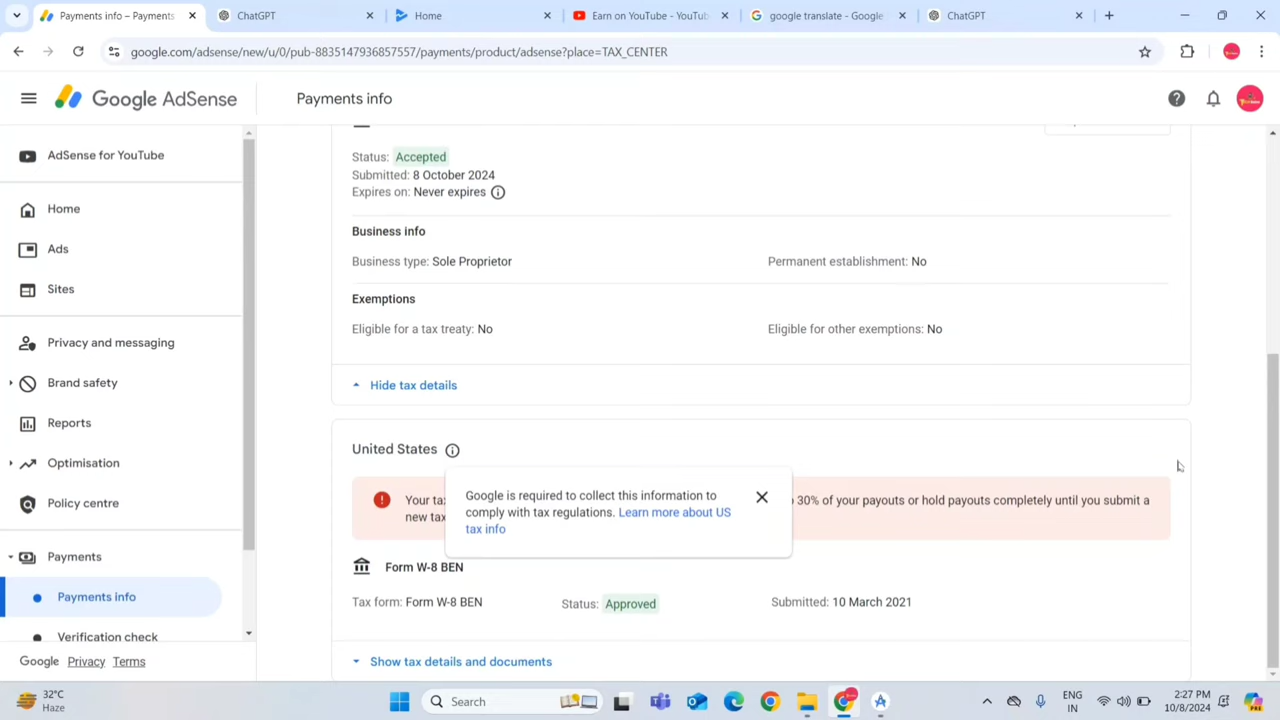 Payments info – Payments
ChatGPT
Home
Earn on YouTube - YouTub
google translate - Google
ChatGPT
google.com/adsense/new/u/0/pub-8835147936857557/payments/product/adsense?place=TAX_CENTER
Google AdSense
Payments info
AdSense for YouTube
Home
Ads
Sites
Privacy and messaging
Brand safety
Reports
Optimisation
Policy centre
Payments
Payments info
Verification check
Google Privacy Terms
Status: Accepted
Submitted: 8 October 2024
Expires on: Never expires
Business info
Business type: Sole Proprietor
Permanent establishment: No
Exemptions
Eligible for a tax treaty: No
Eligible for other exemptions: No
Hide tax details
United States
Your ta
30% of your payouts or hold payouts completely until you submit a
new tax
Google is required to collect this information to
comply with tax regulations. Learn more about US
tax info
Form W-8 BEN
Tax form: Form W-8 BEN
Status: Approved
Submitted: 10 March 2021
Show tax details and documents
32°C
Haze
Search
ENG
IN
2:27 PM
10/8/2024